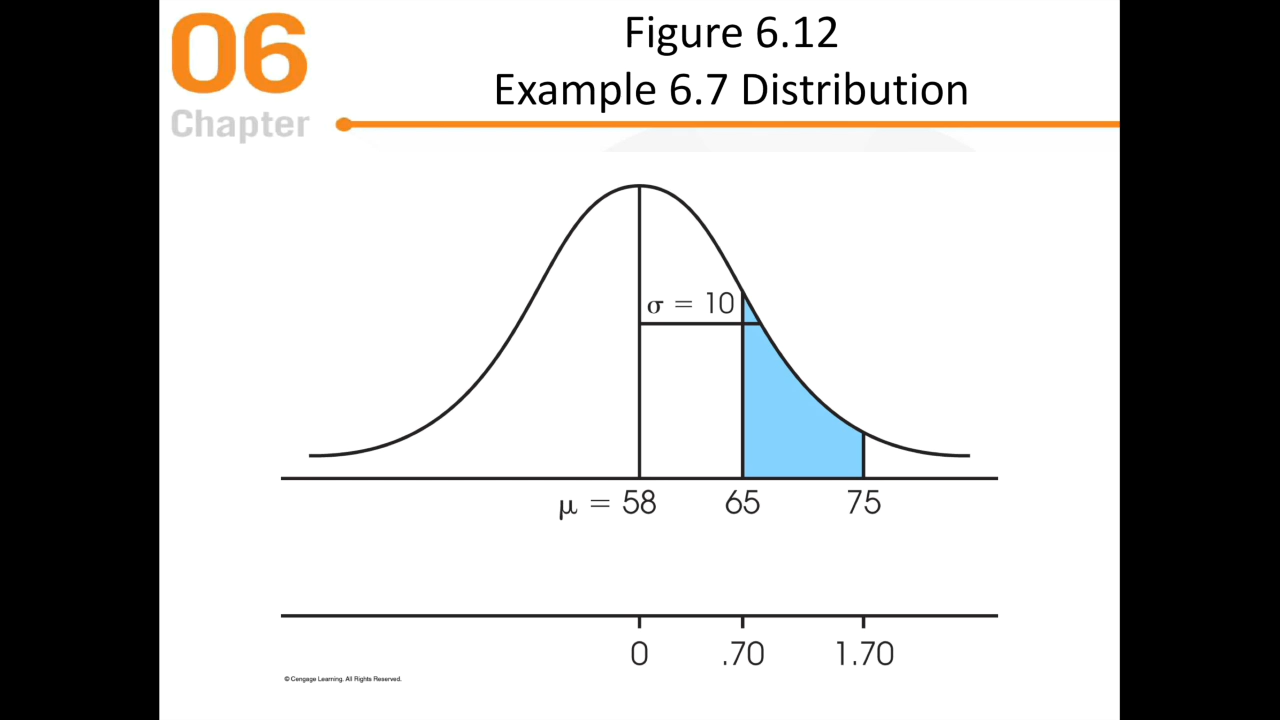 06
Chapter
Figure 6.12
Example 6.7 Distribution
σ = 10
μ = 58 65 75
0 .70 1.70
© Cengage Learning. All Rights Reserved.